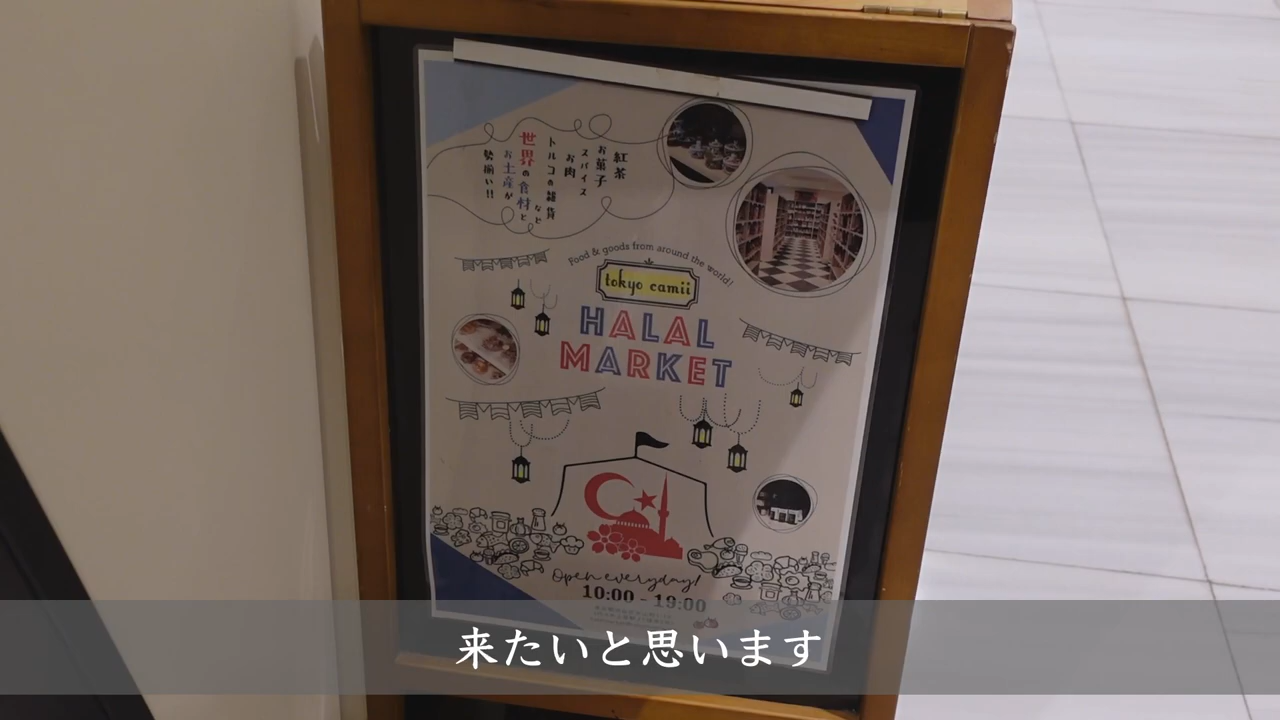 紅茶
お菓子
スパイス
お肉
トルコの雑貨
など
世界の食材と
お土産が
勢揃い!!
Food & goods from around the world!
tokyo camii
HALAL
MARKET
Open everyday!
10:00 - 19:00
来たいと思います